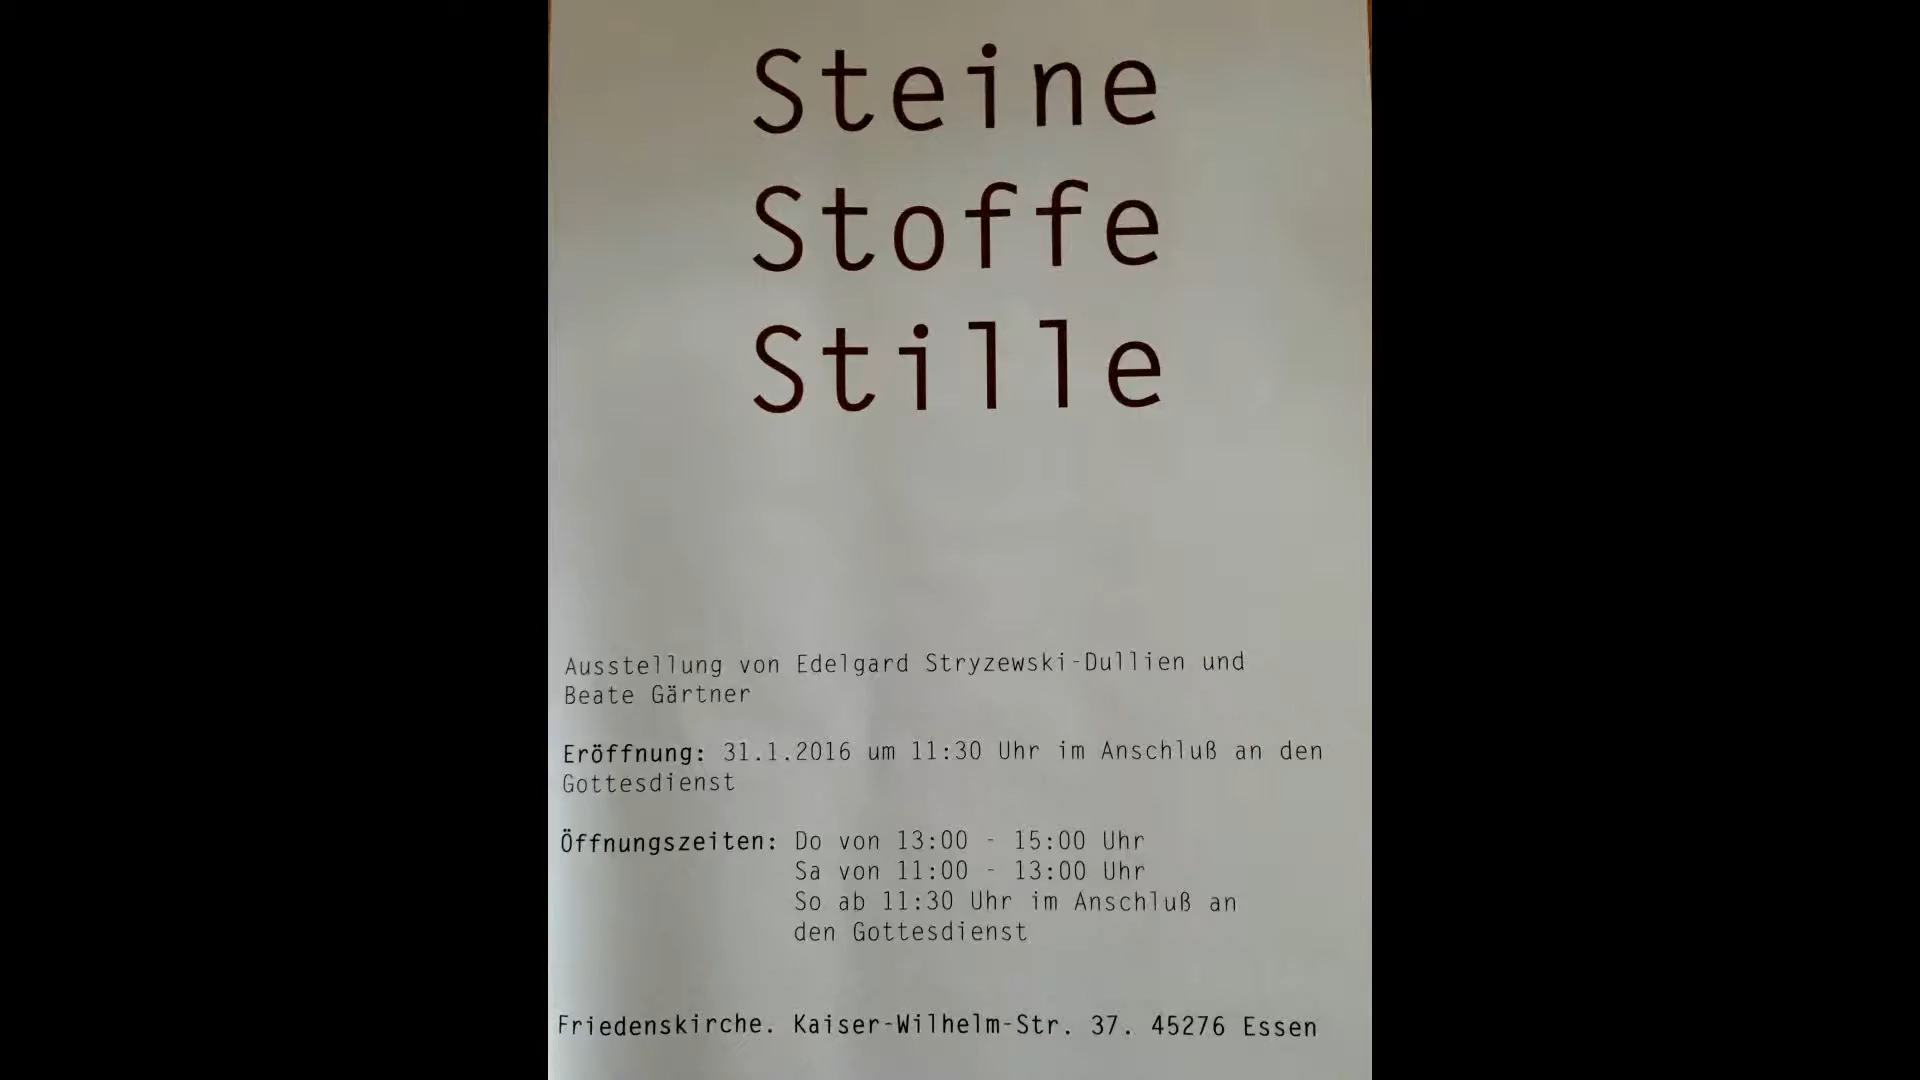 Steine
Stoffe
Stille
Ausstellung von Edelgard Stryzewski-Dullien und
Beate Gärtner
Eröffnung: 31.1.2016 um 11:30 Uhr im Anschluß an den
Gottesdienst
Öffnungszeiten: Do von 13:00 - 15:00 Uhr
Sa von 11:00 - 13:00 Uhr
So ab 11:30 Uhr im Anschluß an
den Gottesdienst
Friedenskirche. Kaiser-Wilhelm-Str. 37. 45276 Essen